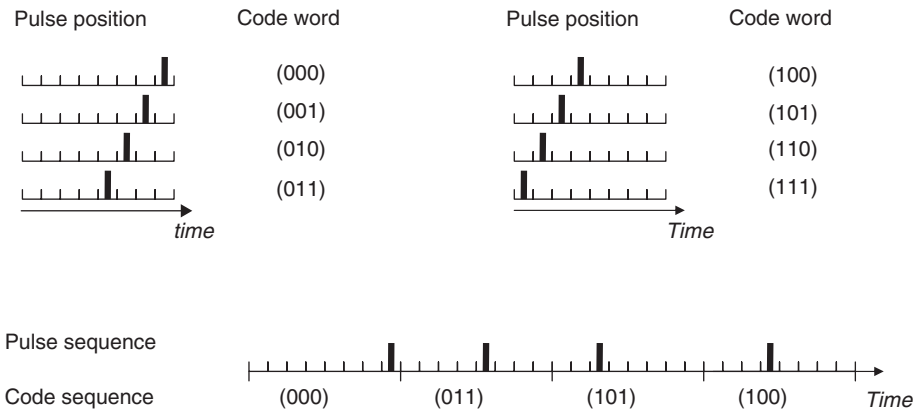 Pulse position Code word Pulse position Code word
(000) (100)
(001) (101)
(010) (110)
(011) (111)
time Time
Pulse sequence
Code sequence (000) (011) (101) (100) Time